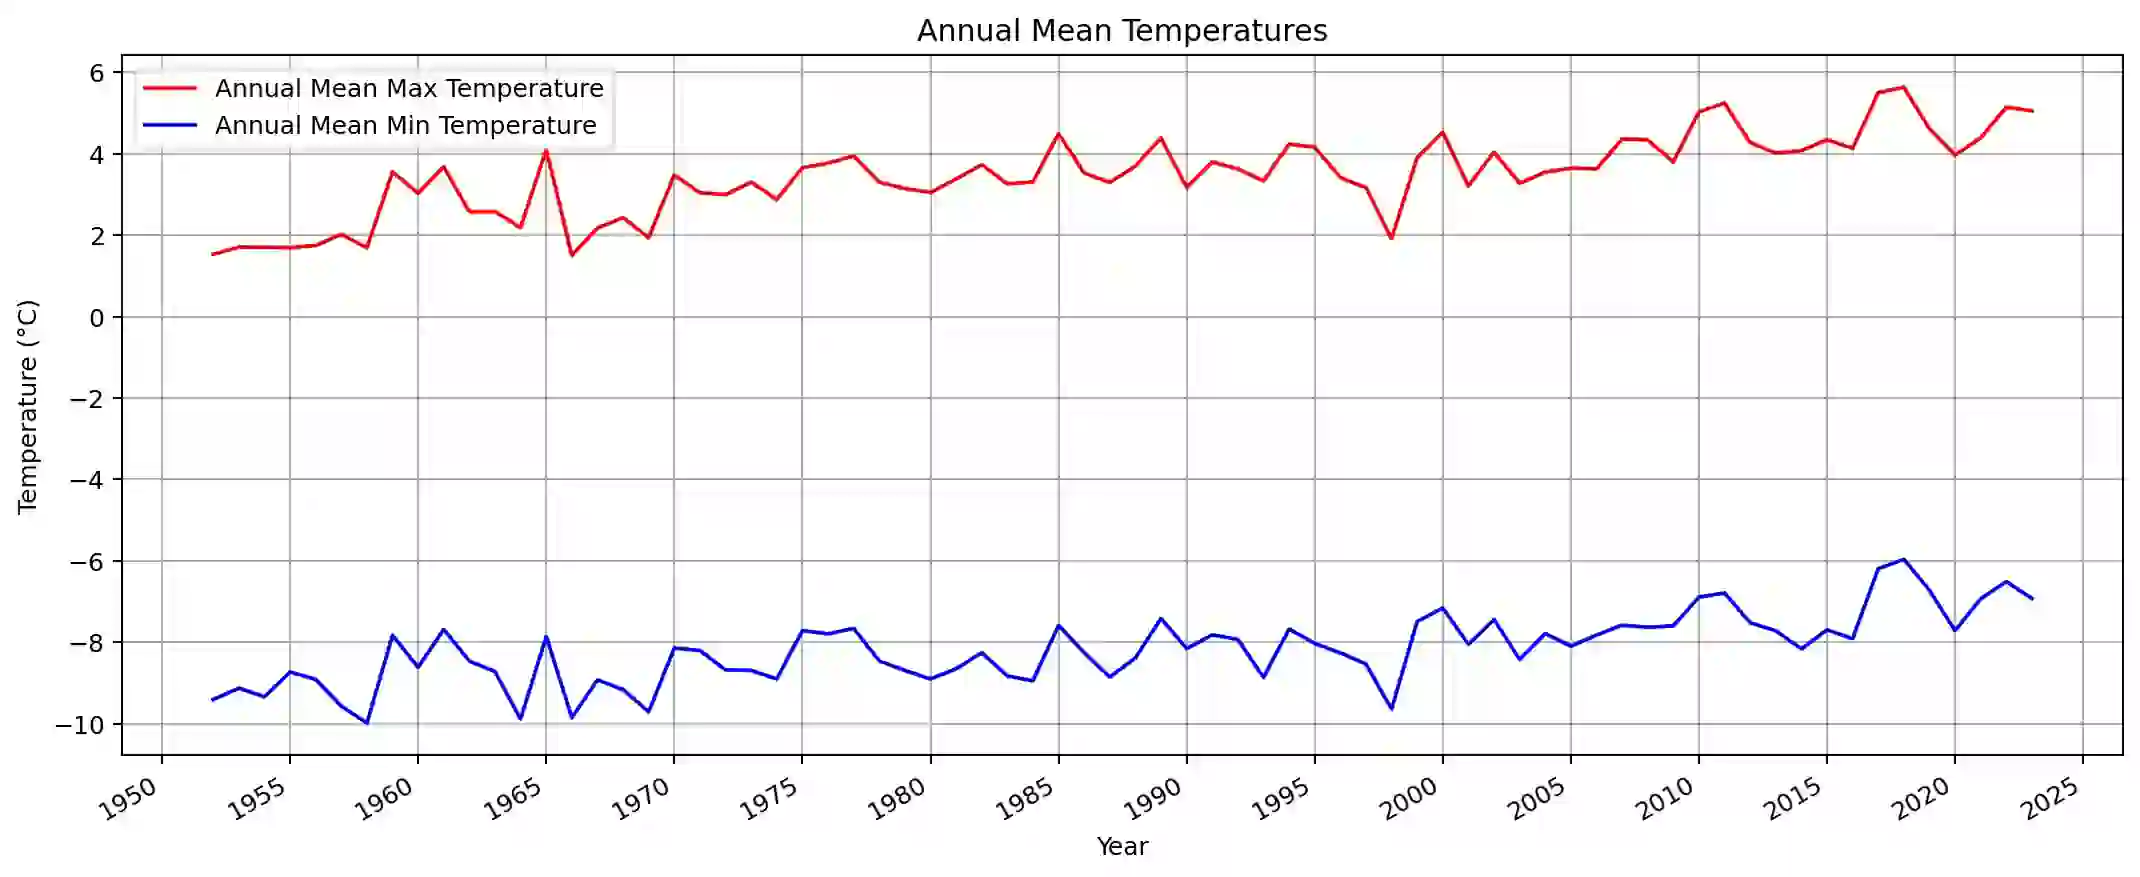 Annual Mean Temperatures
Annual Mean Max Temperature
Annual Mean Min Temperature
6
4
2
0
−2
−4
−6
−8
−10
Temperature (°C)
1950 1955 1960 1965 1970 1975 1980 1985 1990 1995 2000 2005 2010 2015 2020 2025
Year